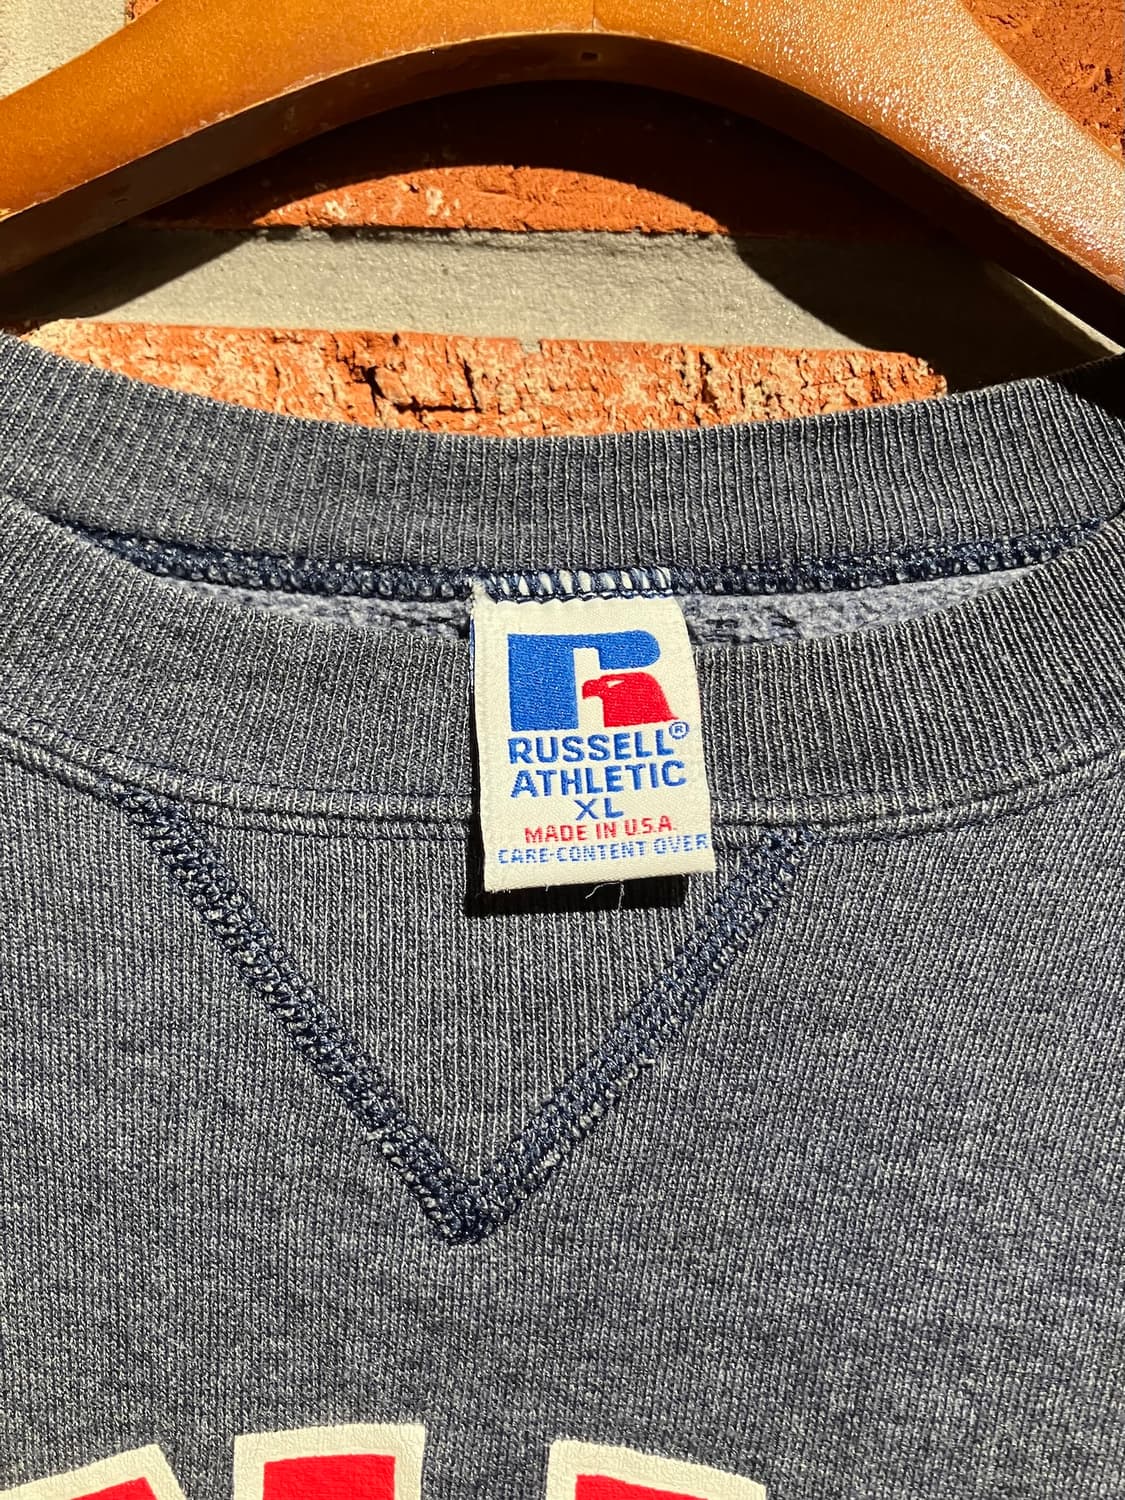 RUSSELL®
ATHLETIC
XL
MADE IN U.S.A.
CARE-CONTENT OVER